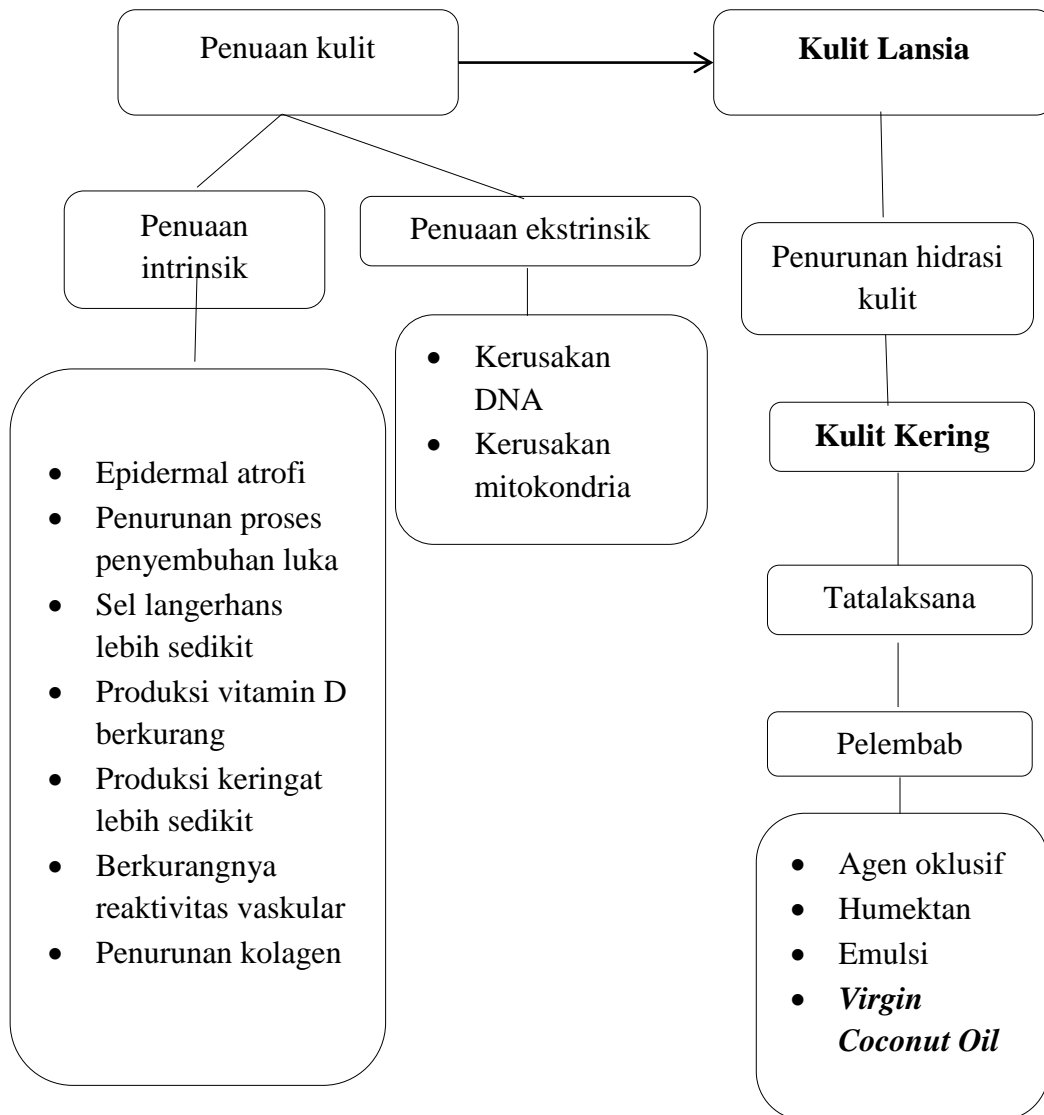 Penuaan kulit
Kulit Lansia
Penuaan
intrinsik
Penuaan ekstrinsik
Penurunan hidrasi
kulit
• Kerusakan
DNA
• Kerusakan
mitokondria
Kulit Kering
• Epidermal atrofi
• Penurunan proses
penyembuhan luka
• Sel langerhans
lebih sedikit
• Produksi vitamin D
berkurang
• Produksi keringat
lebih sedikit
• Berkurangnya
reaktivitas vaskular
• Penurunan kolagen
Tatalaksana
Pelembab
• Agen oklusif
• Humektan
• Emulsi
• Virgin
Coconut Oil